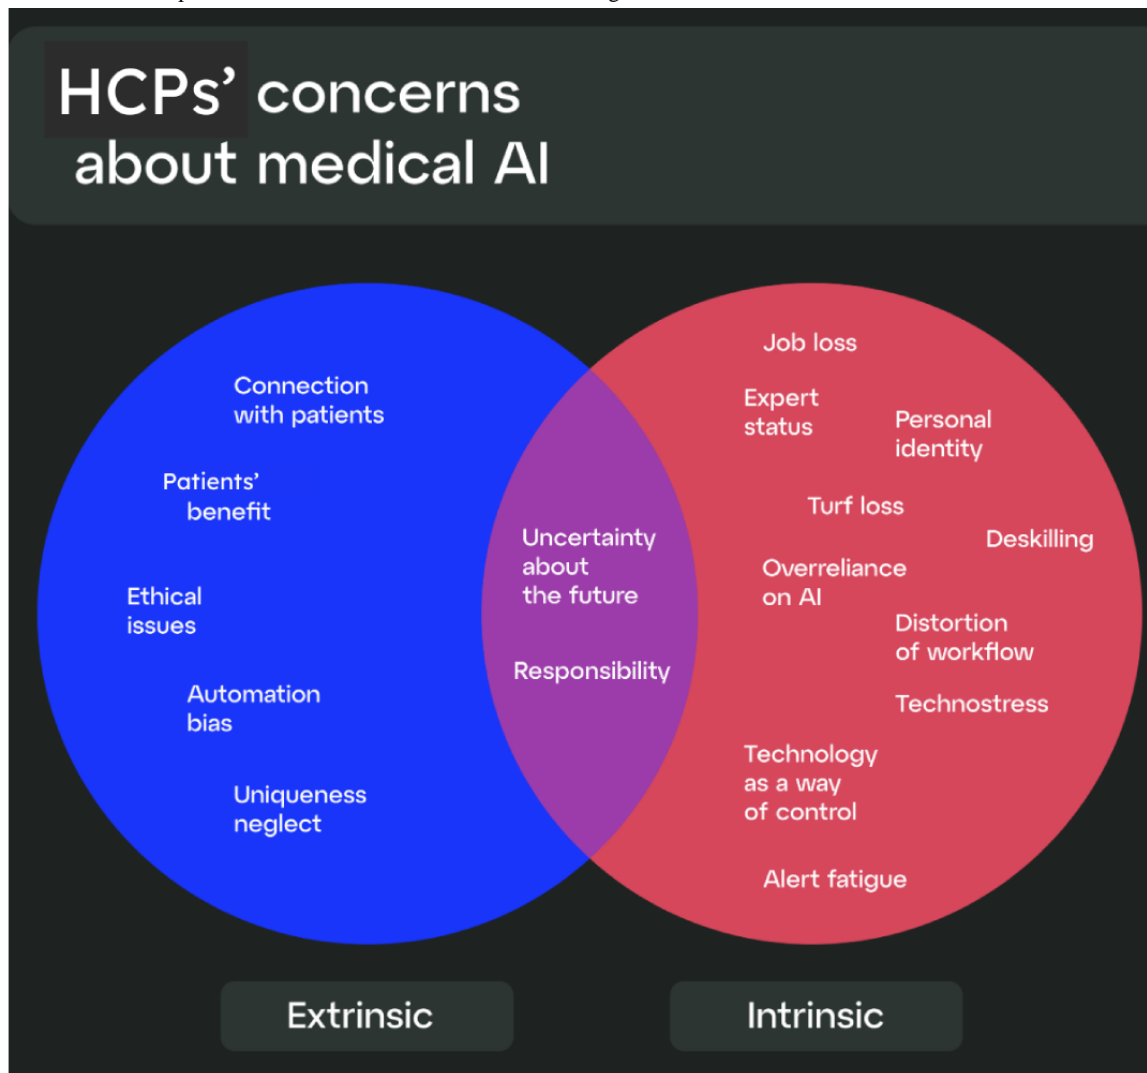 HCPs’ concerns
about medical AI
Connection
with patients
Patients’
benefit
Ethical
issues
Automation
bias
Uniqueness
neglect
Uncertainty
about
the future
Responsibility
Job loss
Expert
status
Personal
identity
Turf loss
Deskilling
Overreliance
on AI
Distortion
of workflow
Technostress
Technology
as a way
of control
Alert fatigue
Extrinsic
Intrinsic